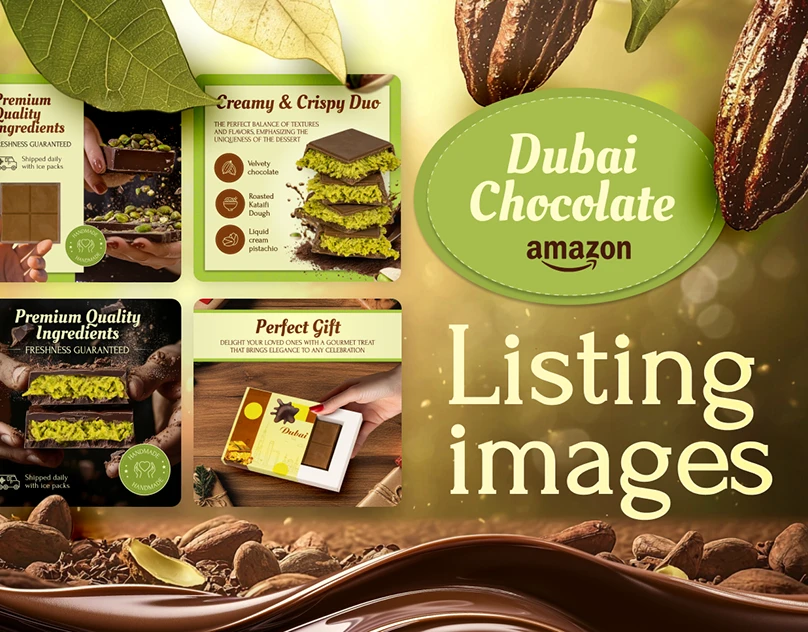 Premium
Quality
Ingredients
FRESHNESS GUARANTEED
Shipped daily
with ice packs
HANDMADE
HANDMADE
Creamy & Crispy Duo
THE PERFECT BALANCE OF TEXTURES
AND FLAVORS, EMPHASIZING THE
UNIQUENESS OF THE DESSERT
Velvety
chocolate
Roasted
Kataifi
Dough
Liquid
cream
pistachio
Premium Quality
Ingredients
FRESHNESS GUARANTEED
Shipped daily
with ice packs
HANDMADE
HANDMADE
Perfect Gift
DELIGHT YOUR LOVED ONES WITH A GOURMET TREAT
THAT BRINGS ELEGANCE TO ANY CELEBRATION
Dubai
Dubai
Chocolate
amazon
Listing
images